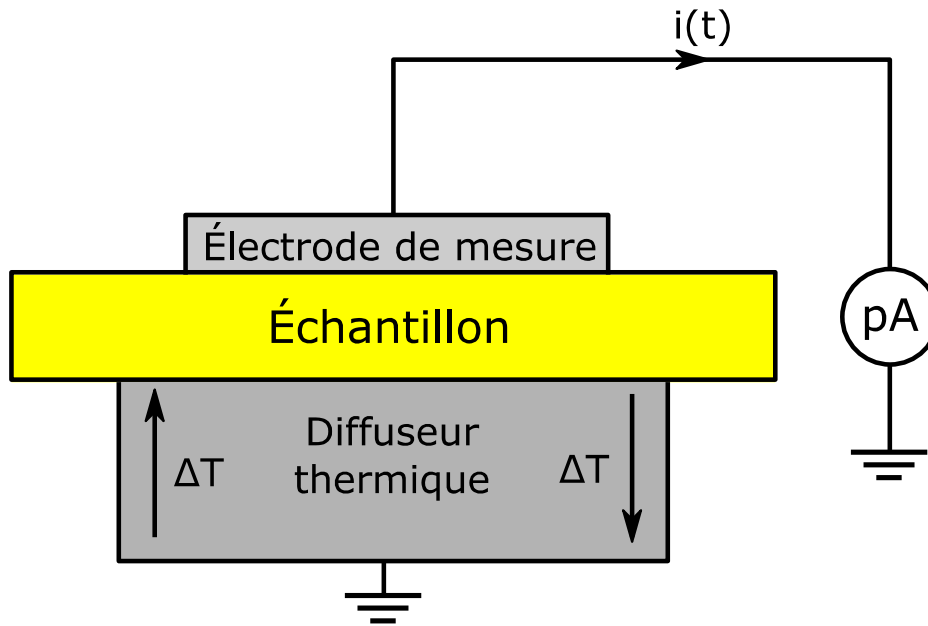 i(t)
Électrode de mesure
Échantillon
pA
Diffuseur
thermique
ΔT
ΔT